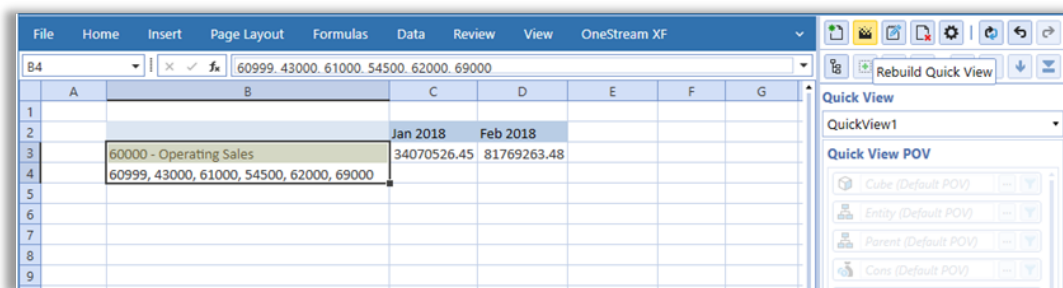 File Home Insert Page Layout Formulas Data Review View OneStream XF
B4 fx 60999. 43000. 61000. 54500. 62000. 69000
Rebuild Quick View
A B C D E F G
Quick View
1
QuickView1
2 Jan 2018 Feb 2018
3 60000 - Operating Sales 34070526.45 81769263.48
Quick View POV
4 60999, 43000, 61000, 54500, 62000, 69000
5
Cube (Default POV)
6
Entity (Default POV)
7
Parent (Default POV)
8
Cons (Default POV)
9